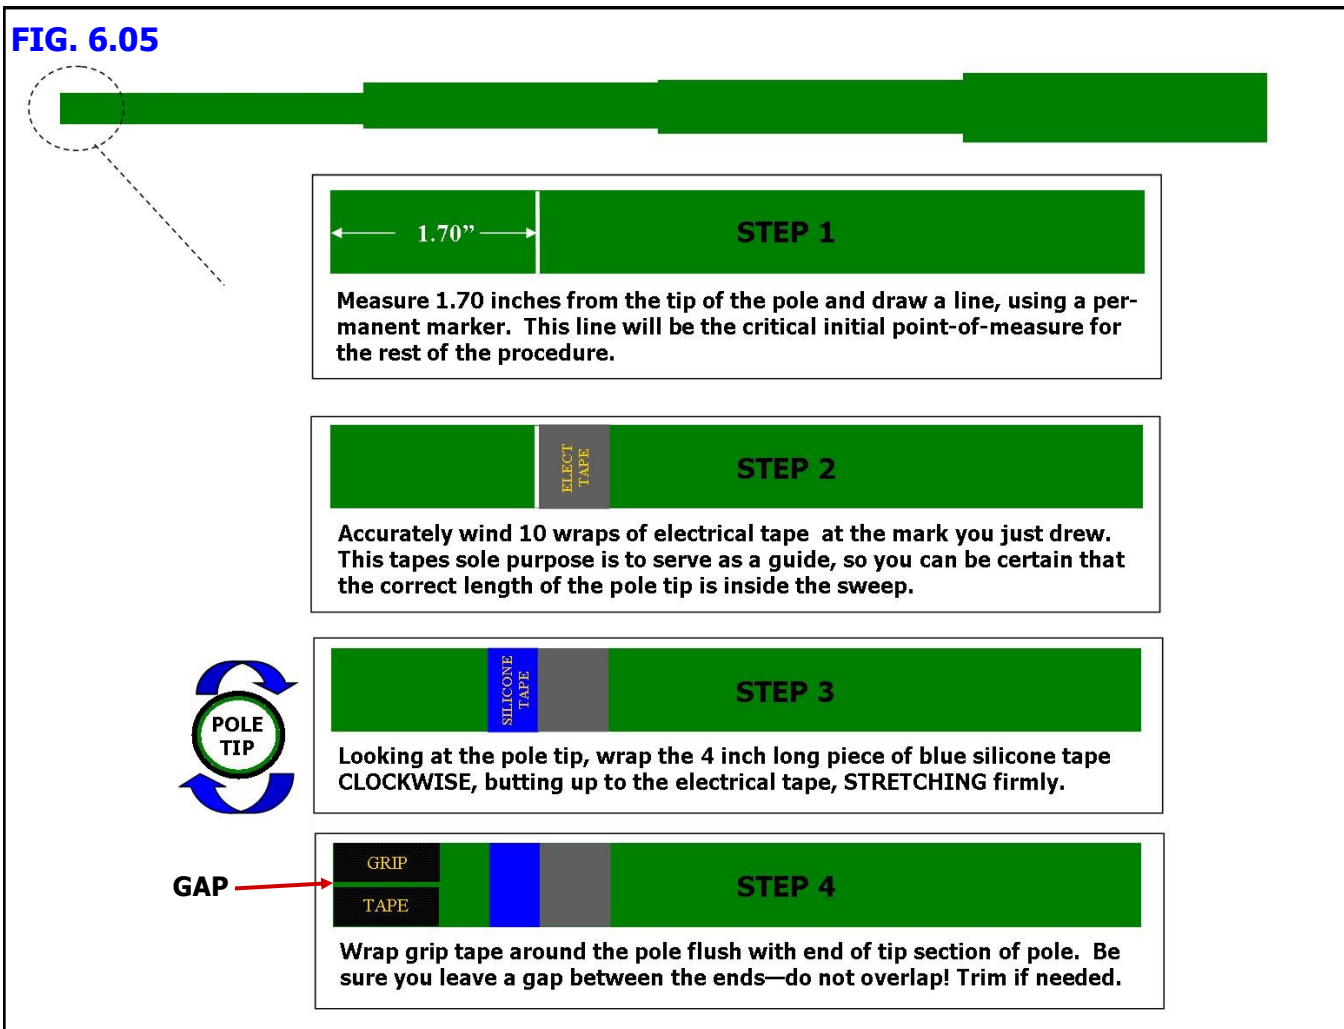 FIG. 6.05
1.70”
STEP 1
Measure 1.70 inches from the tip of the pole and draw a line, using a per-
manent marker.  This line will be the critical initial point-of-measure for
the rest of the procedure.
ELECT
TAPE
STEP 2
Accurately wind 10 wraps of electrical tape  at the mark you just drew.
This tapes sole purpose is to serve as a guide, so you can be certain that
the correct length of the pole tip is inside the sweep.
POLE
TIP
SILICONE
TAPE
STEP 3
Looking at the pole tip, wrap the 4 inch long piece of blue silicone tape
CLOCKWISE, butting up to the electrical tape, STRETCHING firmly.
GAP
GRIP
TAPE
STEP 4
Wrap grip tape around the pole flush with end of tip section of pole.  Be
sure you leave a gap between the ends—do not overlap! Trim if needed.